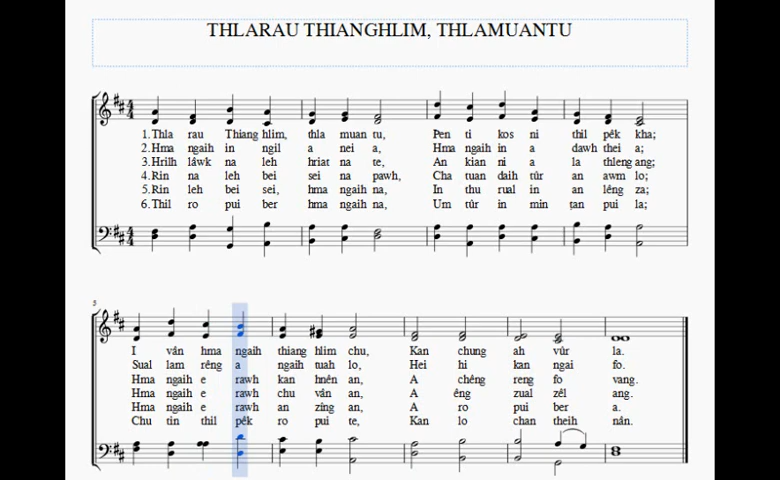 THLARAU THIANGHLIM, THLAMUANTU
1.Thla rau Thiang hlim, thla muan tu, Pen ti kos ni thil pêk kha;
2.Hma ngaih in ngil a nei a, Hma ngaih in a dawh thei a;
3.Hrilh lâwk na leh hriat na te, An kian ni a la thleng ang;
4.Rin na leh bei sei na pawh, Cha tuan daih tûr an awm lo;
5.Rin leh bei sei, hma ngaih na, In thu rual in an lêng za;
6.Thil ro pui ber hma ngaih na, Um tûr in min ṭan pui la;
5
I vân hma ngaih thiang hlim chu, Kan chung ah vûr la.
Sual lam rêng a ngaih tuah lo, Hei hi kan ngai fo.
Hma ngaih e rawh kan hnên an, A chêng reng fo vang.
Hma ngaih e rawh chu vân an, A êng zual zêl ang.
Hma ngaih e rawh an zîng an, A ro pui ber a.
Chu tin thil pêk ro pui te, Kan lo chan theih nân.